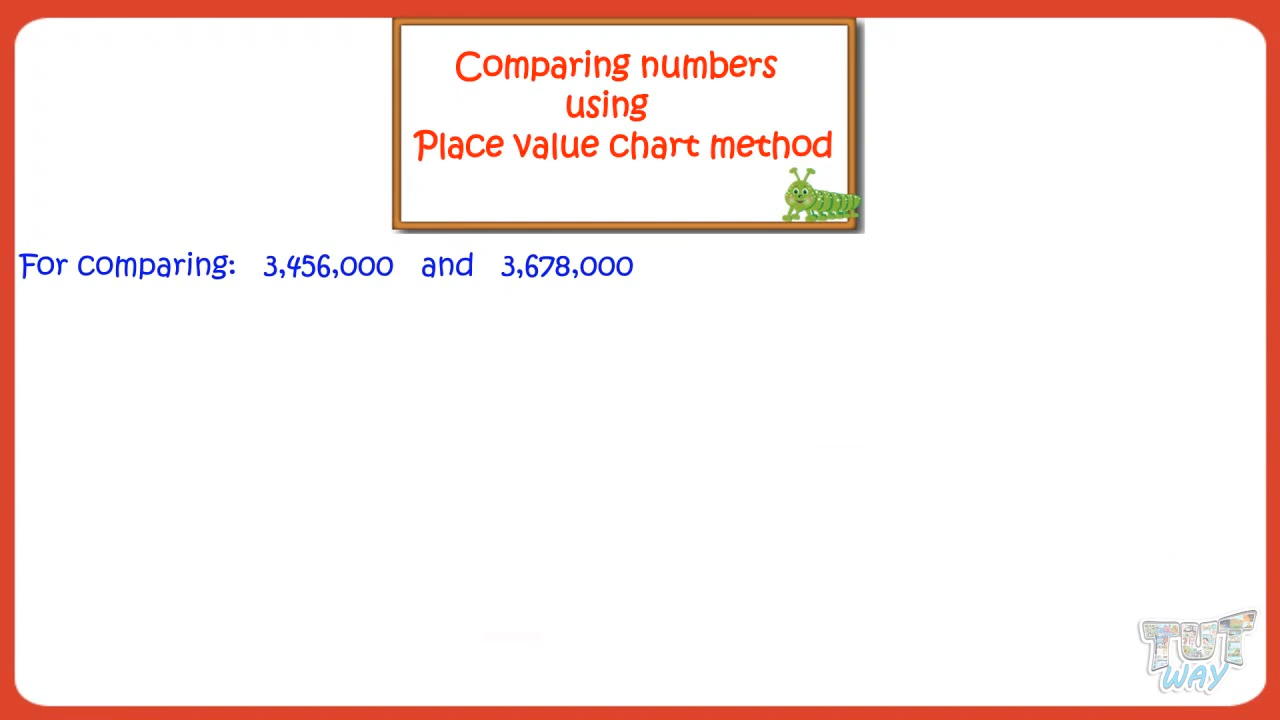 Comparing numbers
using
Place value chart method
For comparing: 3,456,000 and 3,678,000
TUT
WAY